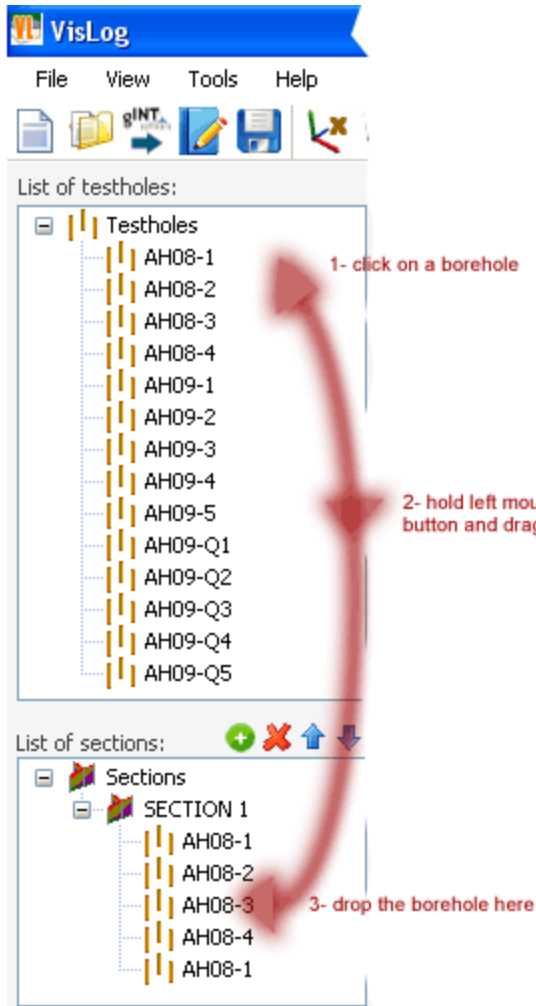 VisLog
File View Tools Help
gINT
List of testholes:
Testholes
AH08-1
1- click on a borehole
AH08-2
AH08-3
AH08-4
AH09-1
AH09-2
AH09-3
AH09-4
2- hold left
AH09-5
button and
AH09-Q1
AH09-Q2
AH09-Q3
AH09-Q4
AH09-Q5
List of sections:
Sections
SECTION 1
AH08-1
AH08-2
AH08-3
3- drop the borehole here
AH08-4
AH08-1